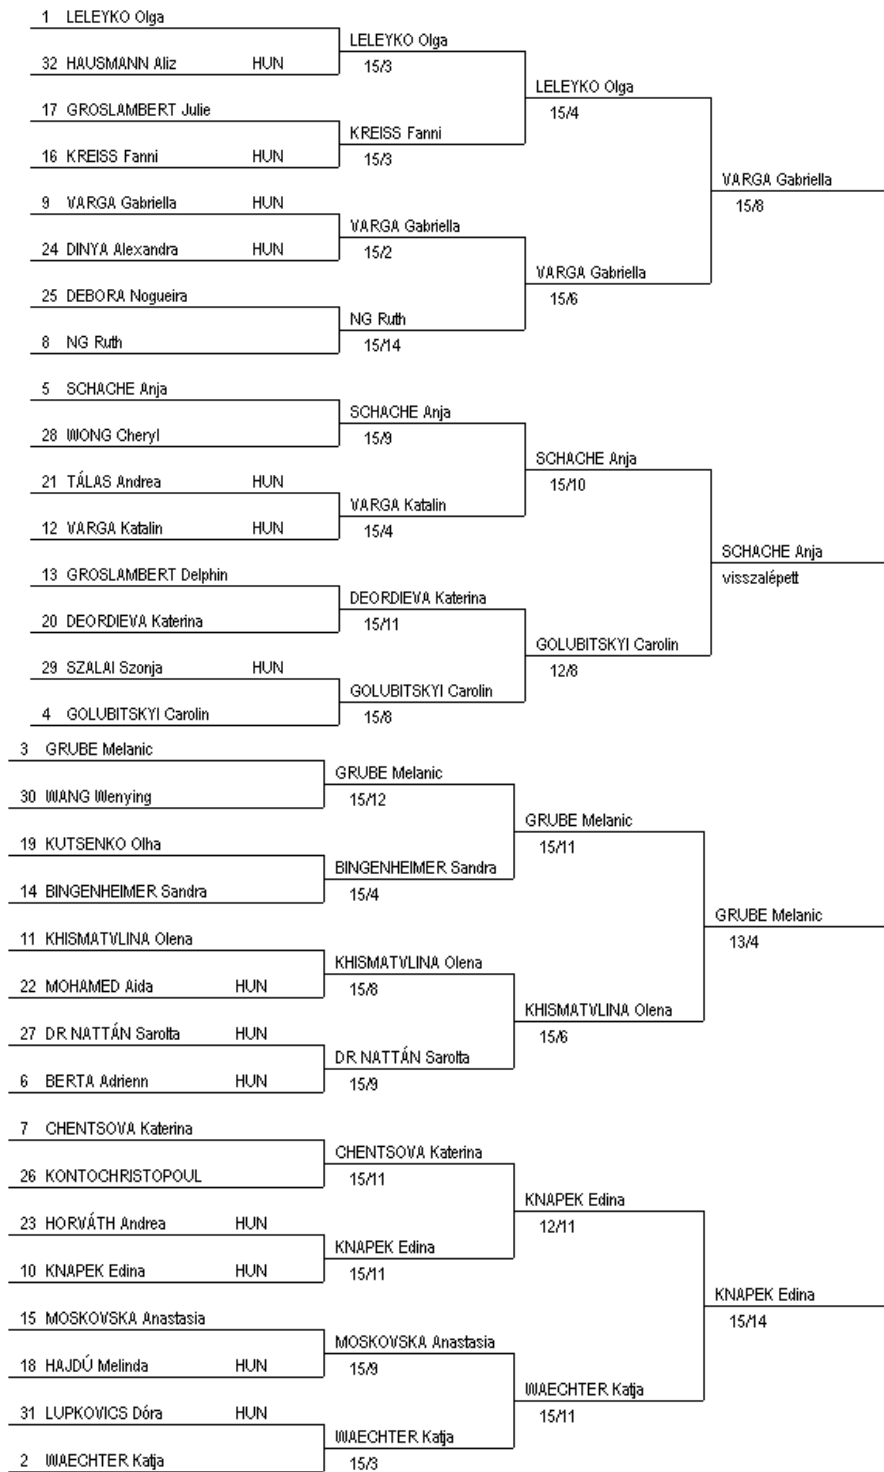 1 LELEYKO Olga
LELEYKO Olga
32 HAUSMANN Aliz HUN
15/3
LELEYKO Olga
17 GROSLAMBERT Julie
15/4
KREISS Fanni
16 KREISS Fanni HUN
15/3
VARGA Gabriella
9 VARGA Gabriella HUN
15/8
VARGA Gabriella
24 DINYA Alexandra HUN
15/2
VARGA Gabriella
25 DEBORA Nogueira
15/6
NG Ruth
8 NG Ruth
15/14
5 SCHACHE Anja
SCHACHE Anja
28 WONG Cheryl
15/9
SCHACHE Anja
21 TÁLAS Andrea HUN
15/10
VARGA Katalin
12 VARGA Katalin HUN
15/4
SCHACHE Anja
13 GROSLAMBERT Delphin
visszalépett
DEORDIEVA Katerina
20 DEORDIEVA Katerina
15/11
GOLUBITSKYI Carolin
29 SZALAI Szonja HUN
12/8
GOLUBITSKYI Carolin
4 GOLUBITSKYI Carolin
15/8
3 GRUBE Melanic
GRUBE Melanic
30 WANG Wenying
15/12
GRUBE Melanic
19 KUTSENKO Olha
15/11
BINGENHEIMER Sandra
14 BINGENHEIMER Sandra
15/4
GRUBE Melanic
11 KHISMATVLINA Olena
13/4
KHISMATVLINA Olena
22 MOHAMED Aida HUN
15/8
KHISMATVLINA Olena
27 DR NATTÁN Sarotta HUN
15/6
DR NATTÁN Sarotta
6 BERTA Adrienn HUN
15/9
7 CHENTSOVA Katerina
CHENTSOVA Katerina
26 KONTOCHRISTOPOUL
15/11
KNAPEK Edina
23 HORVÁTH Andrea HUN
12/11
KNAPEK Edina
10 KNAPEK Edina HUN
15/11
KNAPEK Edina
15 MOSKOVSKA Anastasia
15/14
MOSKOVSKA Anastasia
18 HAJDÚ Melinda HUN
15/9
WAECHTER Katja
31 LUPKOVICS Dóra HUN
15/11
WAECHTER Katja
2 WAECHTER Katja
15/3